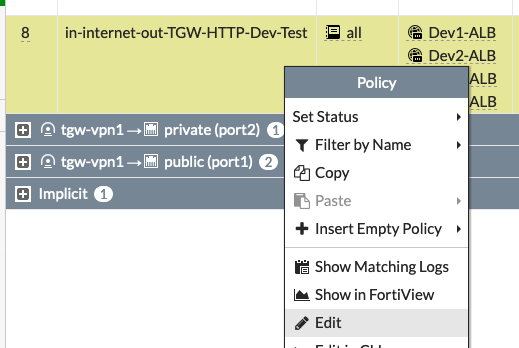 8 in-internet-out-TGW-HTTP-Dev-Test all Dev1-ALB
Dev2-ALB
ALB
ALB
Policy
Set Status
Filter by Name
Copy
Paste
Insert Empty Policy
Show Matching Logs
Show in FortiView
Edit
tgw-vpn1 → private (port2) 1
tgw-vpn1 → public (port1) 2
Implicit 1